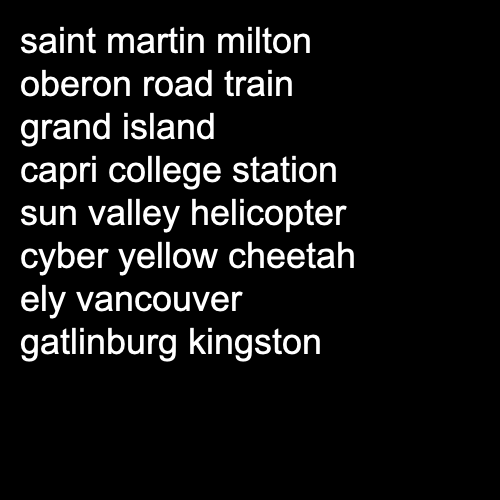 saint martin milton
oberon road train
grand island
capri college station
sun valley helicopter
cyber yellow cheetah
ely vancouver
gatlinburg kingston